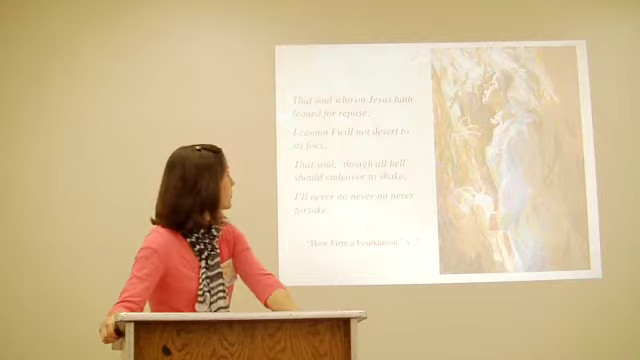 That soul who on Jesus hath
leaned for repose,
I cannot I will not desert to
its foes.
That soul, though all hell
should endeavor to shake,
I'll never no never no never
forsake.
"How Firm a Foundation," v. 7